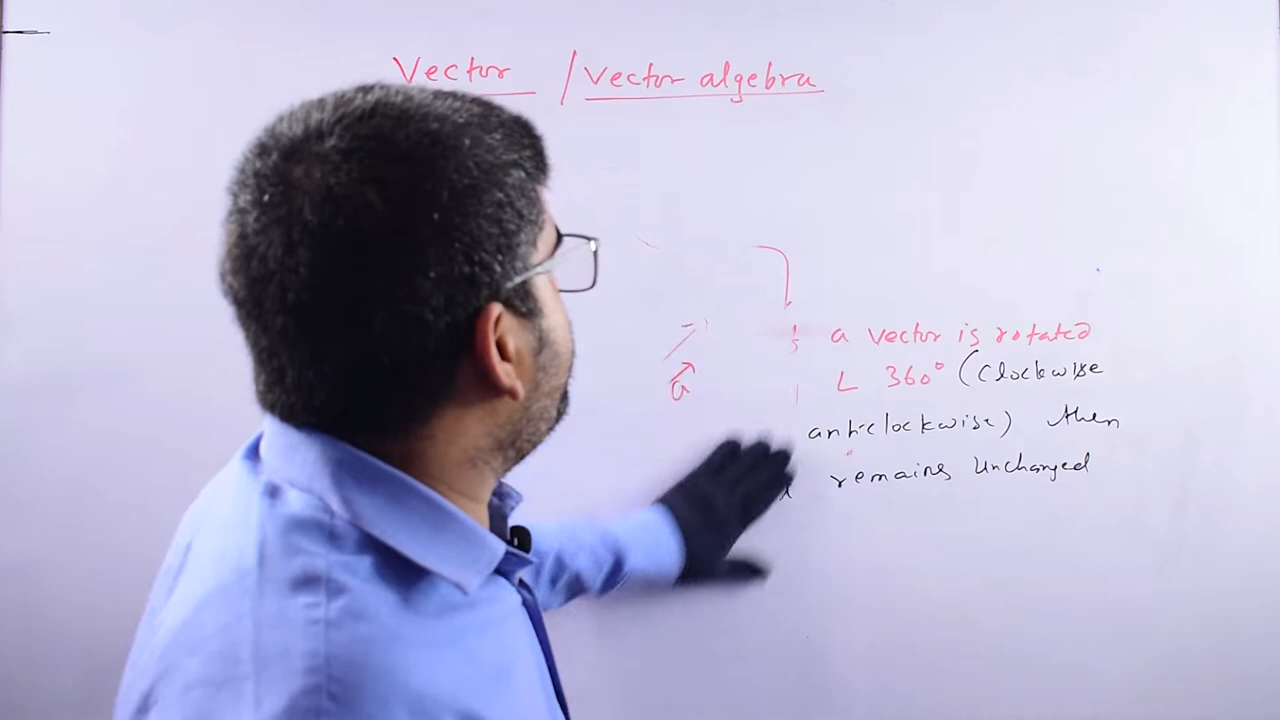 Vector / Vector algebra
a vector is rotated
∠ 360° (Clockwise
a⃗
anticlockwise) then
remains Unchanged